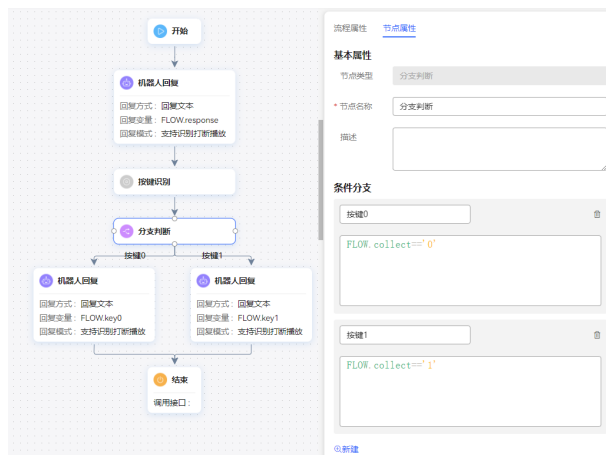 开始
机器人回复
回复方式： 回复文本
回复变量： FLOW.response
回复模式： 支持识别打断播放
按键识别
分支判断
按键0 按键1
机器人回复
回复方式： 回复文本
回复变量： FLOW.key0
回复模式： 支持识别打断播放
机器人回复
回复方式： 回复文本
回复变量： FLOW.key1
回复模式： 支持识别打断播放
结束
调用接口：
流程属性 节点属性
基本属性
节点类型 分支判断
* 节点名称 分支判断
描述
条件分支
按键0
FLOW.collect=='0'
按键1
FLOW.collect=='1'
新建